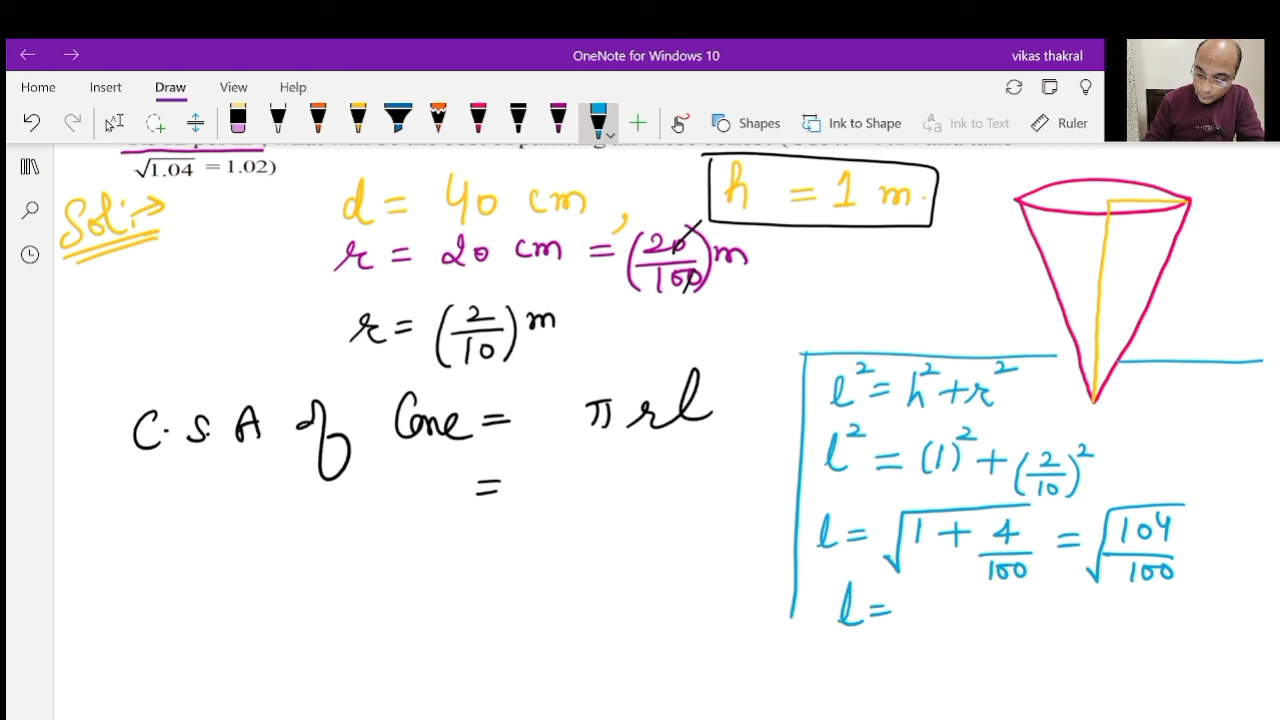 OneNote for Windows 10
vikas thakral
Home Insert Draw View Help
Shapes Ink to Shape Ink to Text Ruler
√1.04 = 1.02)
Sol:→
d = 40 cm , h = 1 m.
r = 20 cm = (20/100) m
r = (2/10) m
C.S.A of Cone = πrl
=
l² = h² + r²
l² = (1)² + (2/10)²
l = √1 + 4/100 = √104/100
l =